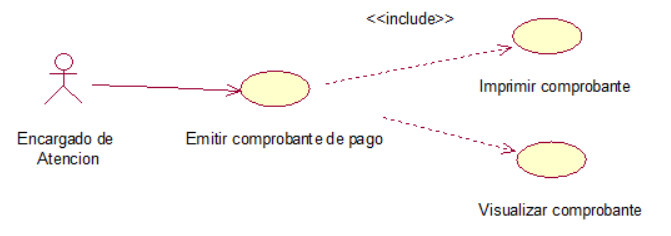 <<include>>
Imprimir comprobante
Encargado de
Atencion
Emitir comprobante de pago
Visualizar comprobante